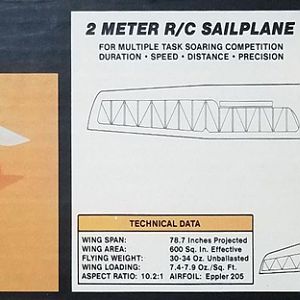 2 METER R/C SAILPLANE
FOR MULTIPLE TASK SOARING COMPETITION
DURATION • SPEED • DISTANCE • PRECISION
TECHNICAL DATA
WING SPAN: 78.7 Inches Projected
WING AREA: 600 Sq. In. Effective
FLYING WEIGHT: 30-34 Oz. Unballasted
WING LOADING: 7.4-7.9 Oz./Sq. Ft.
ASPECT RATIO: 10.2:1 AIRFOIL: Eppler 205